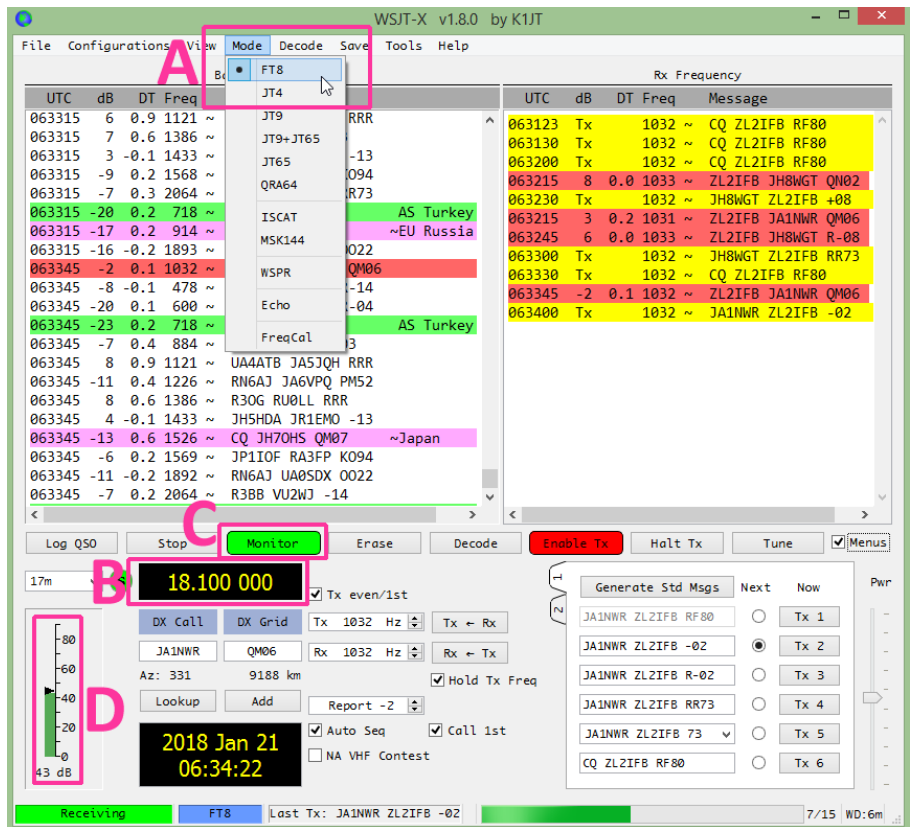 WSJT-X v1.8.0 by K1JT
File Configurations View Mode Decode Save Tools Help
A
FT8
JT4
JT9
JT9+JT65
JT65
QRA64
ISCAT
MSK144
WSPR
Echo
FreqCal
UTC dB DT Freq
063315 6 0.9 1121 ~ RRR
063315 7 0.6 1386 ~
063315 3 -0.1 1433 ~ -13
063315 -9 0.2 1568 ~ KO94
063315 -7 0.3 2064 ~ RR73
063315 -20 0.2 718 ~ AS Turkey
063315 -17 0.2 914 ~ ~EU Russia
063315 -16 -0.2 1893 ~ OO22
063345 -2 0.1 1032 ~ QM06
063345 -8 -0.1 478 ~ -14
063345 -20 0.1 600 ~ -04
063345 -23 0.2 718 ~ AS Turkey
063345 -7 0.4 884 ~
063345 8 0.9 1121 ~ UA4ATB JA5JQH RRR
063345 -11 0.4 1226 ~ RN6AJ JA6VPQ PM52
063345 8 0.6 1386 ~ R3OG RU0LL RRR
063345 4 -0.1 1433 ~ JH5HDA JR1EMO -13
063345 -13 0.6 1526 ~ CQ JH7OHS QM07 ~Japan
063345 -6 0.2 1569 ~ JP1IOF RA3FP KO94
063345 -11 -0.2 1892 ~ RN6AJ UA0SDX OO22
063345 -7 0.2 2064 ~ R3BB VU2WJ -14
Rx Frequency
UTC dB DT Freq Message
063123 Tx 1032 ~ CQ ZL2IFB RF80
063130 Tx 1032 ~ CQ ZL2IFB RF80
063200 Tx 1032 ~ CQ ZL2IFB RF80
063215 8 0.0 1033 ~ ZL2IFB JH8WGT QN02
063230 Tx 1032 ~ JH8WGT ZL2IFB +08
063215 3 0.2 1031 ~ ZL2IFB JA1NWR QM06
063245 6 0.0 1033 ~ ZL2IFB JH8WGT R-08
063300 Tx 1032 ~ JH8WGT ZL2IFB RR73
063330 Tx 1032 ~ CQ ZL2IFB RF80
063345 -2 0.1 1032 ~ ZL2IFB JA1NWR QM06
063400 Tx 1032 ~ JA1NWR ZL2IFB -02
C
Log QSO Stop Monitor Erase Decode Enable Tx Halt Tx Tune Menus
17m S B 18.100 000
Tx even/1st
DX Call DX Grid Tx 1032 Hz Tx ← Rx
JA1NWR QM06 Rx 1032 Hz Rx ← Tx
Az: 331 9188 km Hold Tx Freq
Lookup Add Report -2
Auto Seq Call 1st
NA VHF Contest
2018 Jan 21
06:34:22
80
60
40
20
0
43 dB
D
1
2
Generate Std Msgs Next Now Pwr
JA1NWR ZL2IFB RF80 Tx 1
JA1NWR ZL2IFB -02 Tx 2
JA1NWR ZL2IFB R-02 Tx 3
JA1NWR ZL2IFB RR73 Tx 4
JA1NWR ZL2IFB 73 Tx 5
CQ ZL2IFB RF80 Tx 6
Receiving FT8 Last Tx: JA1NWR ZL2IFB -02 7/15 WD:6m